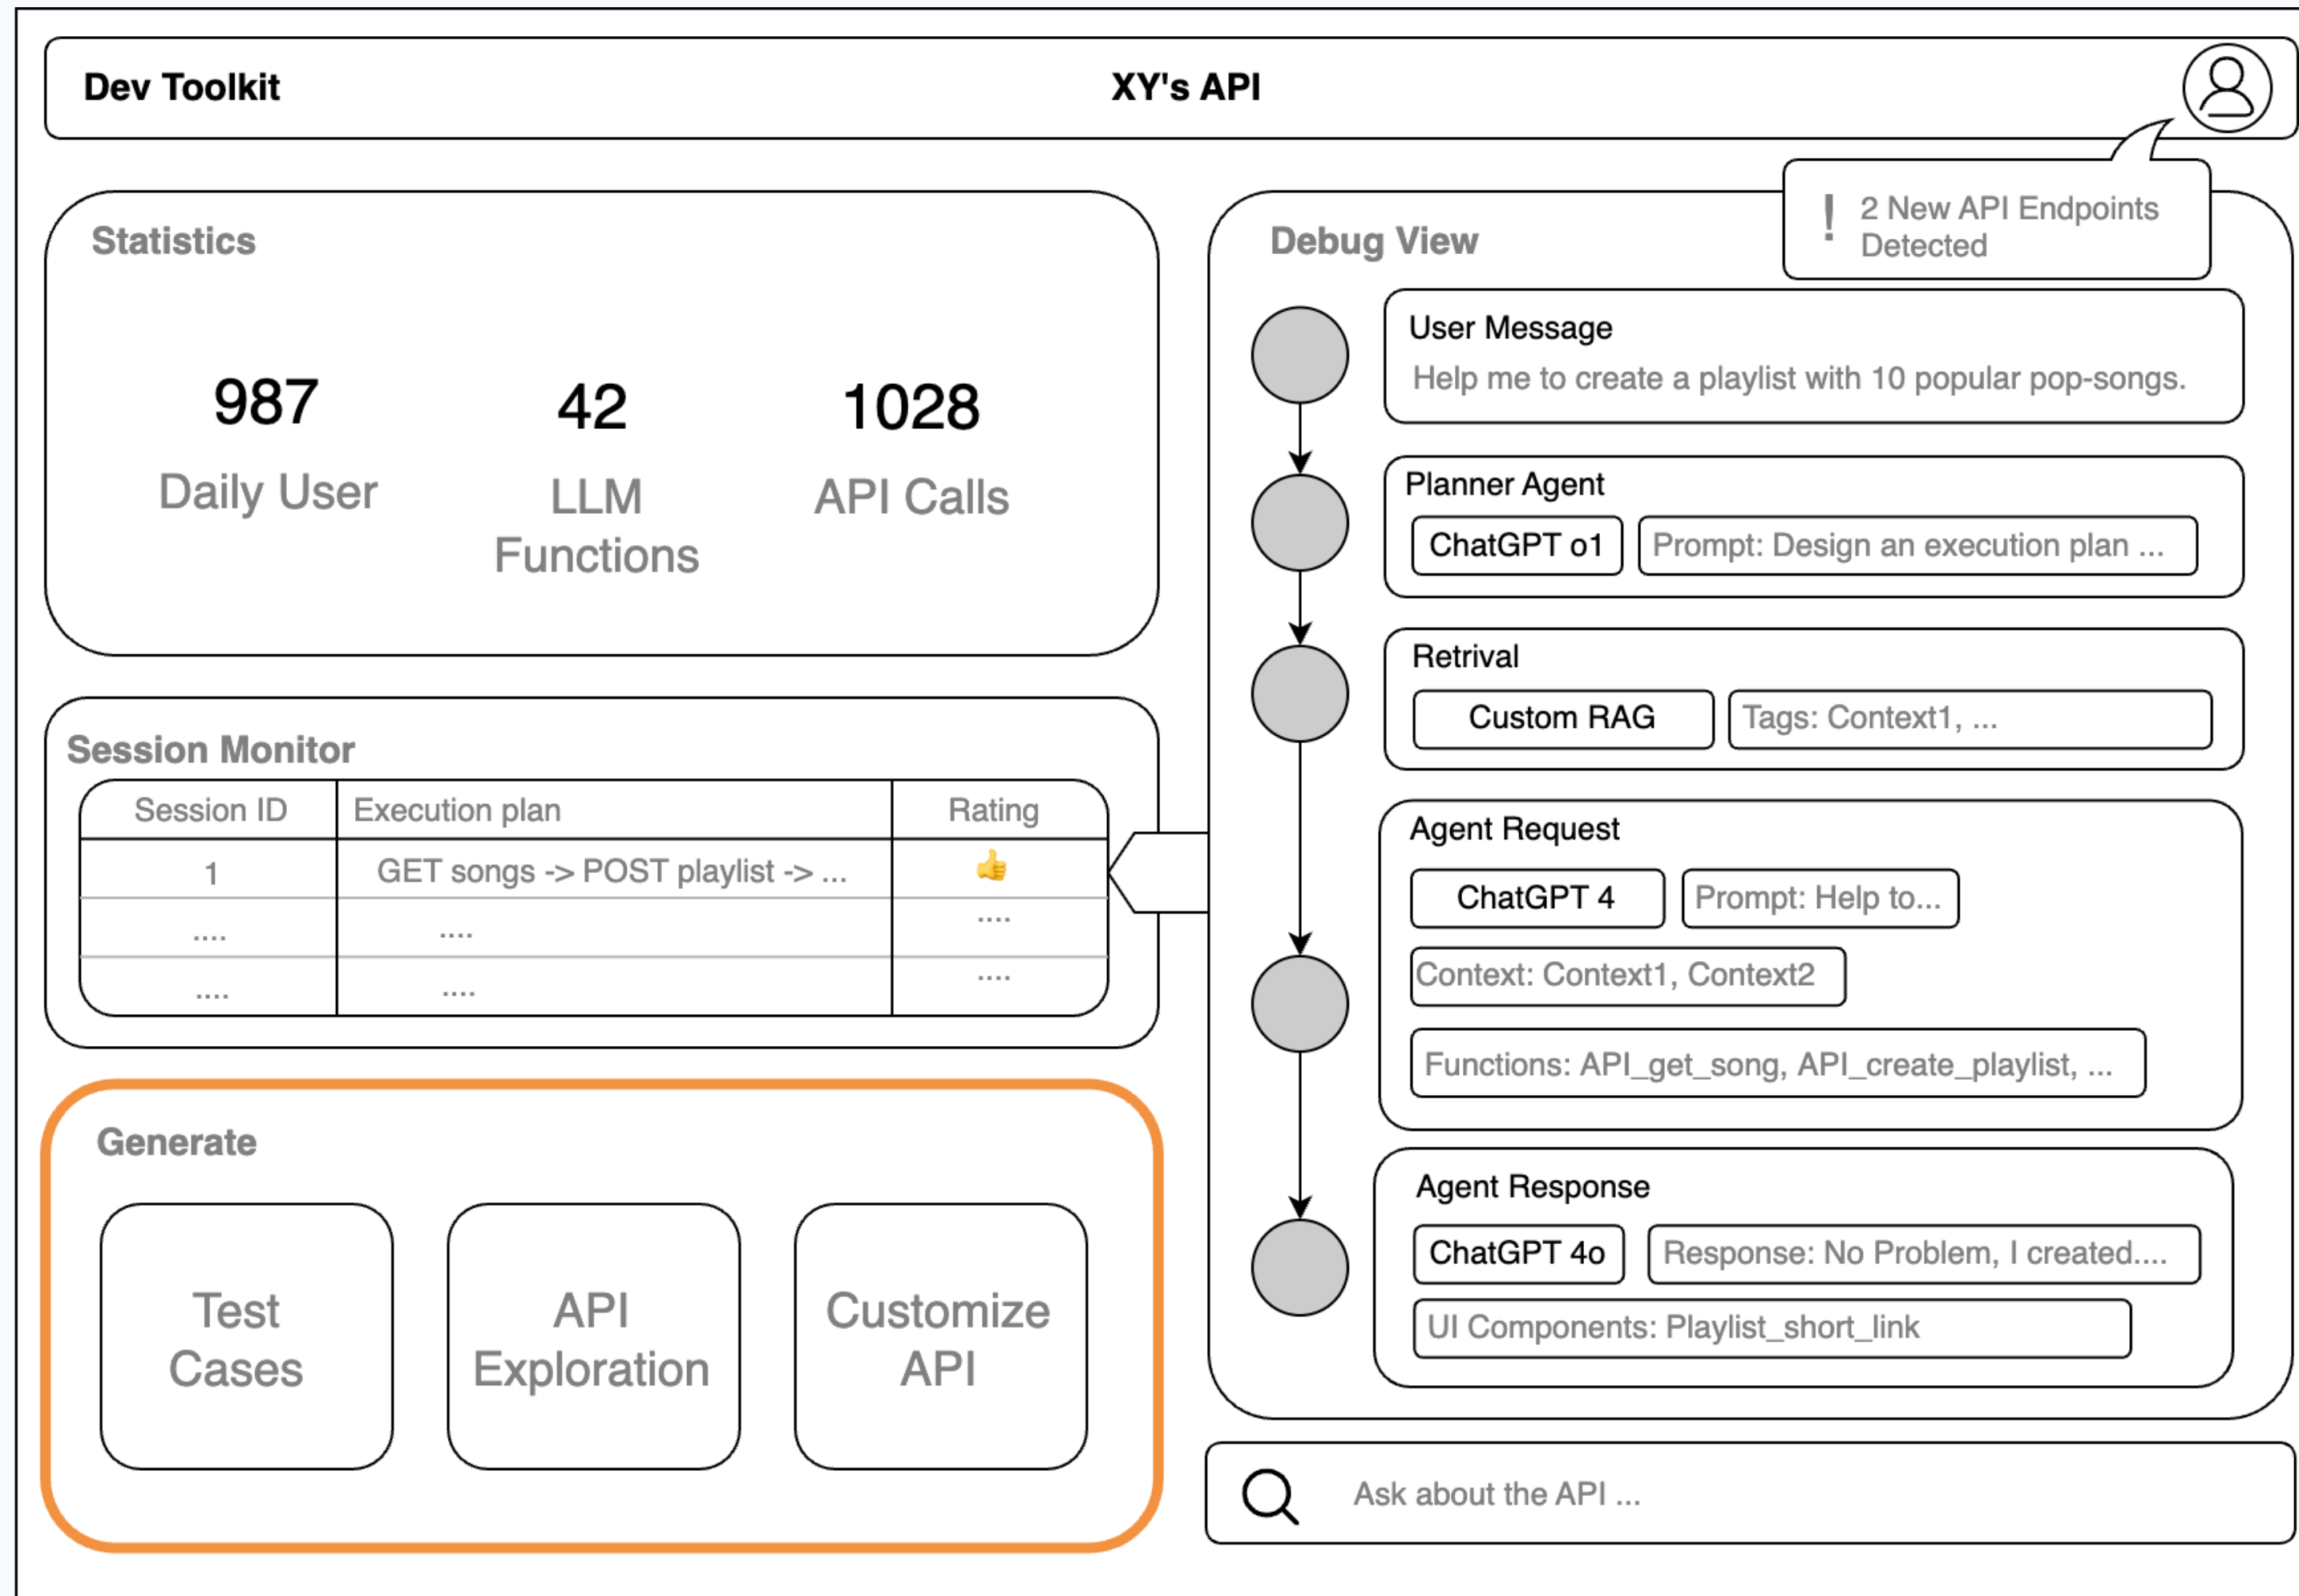 Dev Toolkit
XY's API
! 2 New API Endpoints
Detected
Statistics
987
Daily User
42
LLM
Functions
1028
API Calls
Session Monitor
Session ID Execution plan Rating
1 GET songs -> POST playlist -> ... 👍
.... .... ....
.... .... ....
Generate
Test
Cases
API
Exploration
Customize
API
Debug View
User Message
Help me to create a playlist with 10 popular pop-songs.
Planner Agent
ChatGPT o1 Prompt: Design an execution plan ...
Retrival
Custom RAG Tags: Context1, ...
Agent Request
ChatGPT 4 Prompt: Help to...
Context: Context1, Context2
Functions: API_get_song, API_create_playlist, ...
Agent Response
ChatGPT 4o Response: No Problem, I created....
UI Components: Playlist_short_link
Ask about the API ...